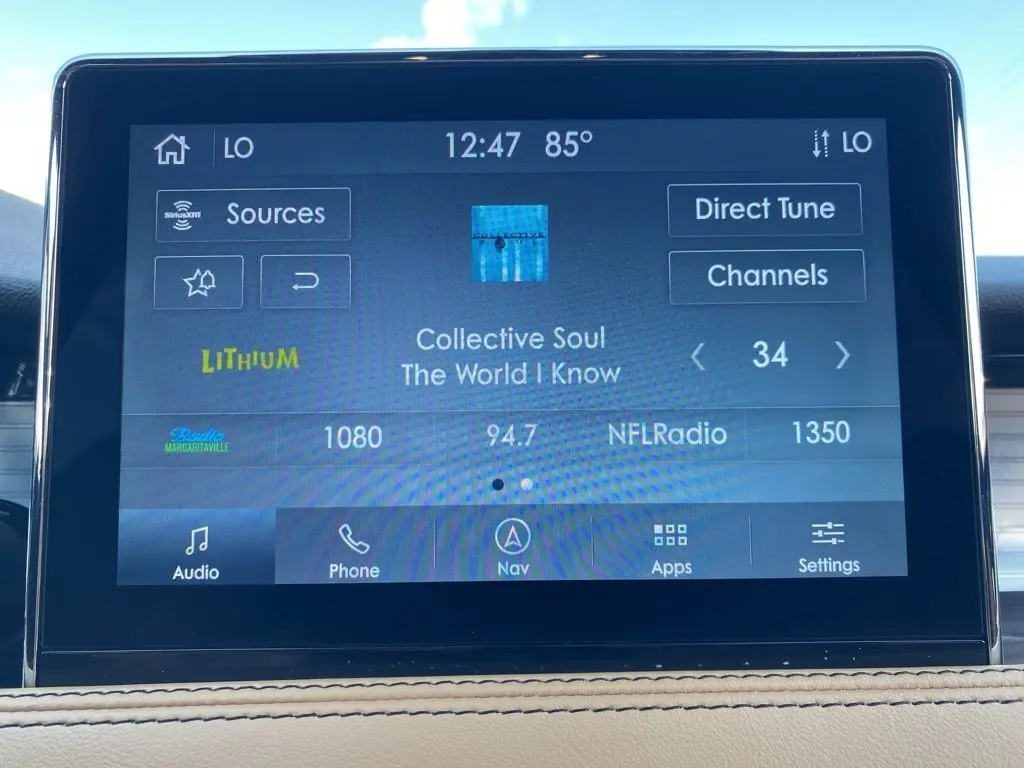 LO
12:47 85°
LO
SiriusXM Sources
Direct Tune
Channels
COLLECTIVE
LiTHiUM
Collective Soul
The World I Know
34
Radio
MARGARITAVILLE
1080
94.7
NFLRadio
1350
Audio
Phone
Nav
Apps
Settings